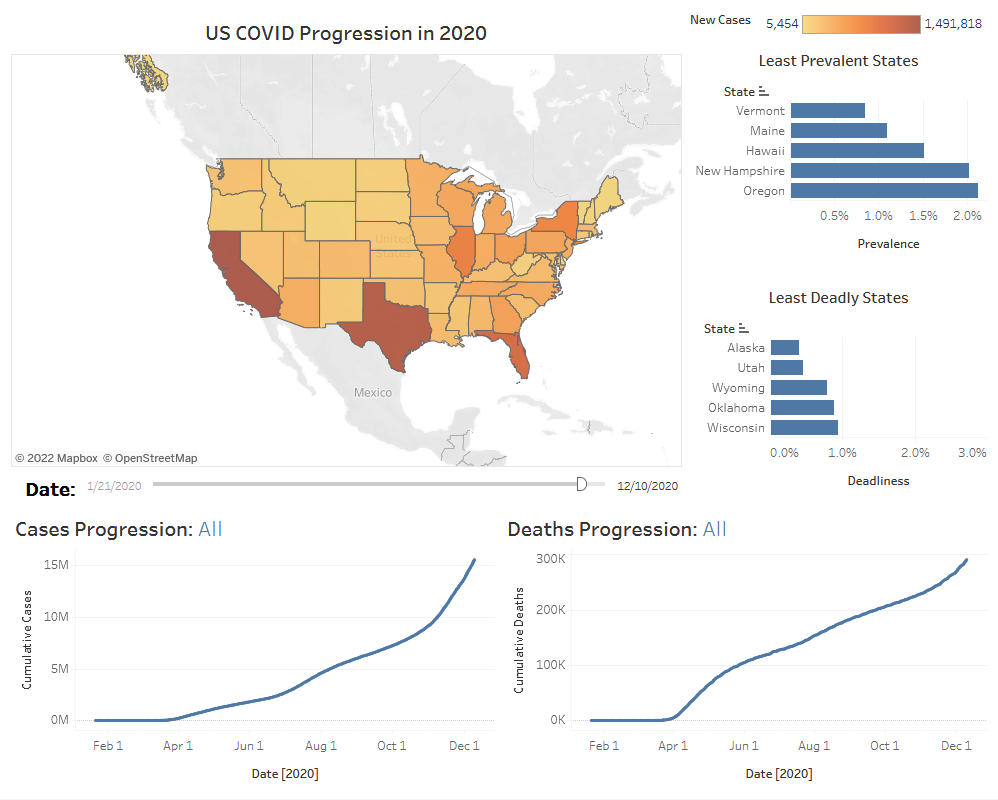 US COVID Progression in 2020
New Cases 5,454 1,491,818
United
States
Mexico
© 2022 Mapbox © OpenStreetMap
Least Prevalent States
State
Vermont
Maine
Hawaii
New Hampshire
Oregon
0.5% 1.0% 1.5% 2.0%
Prevalence
Least Deadly States
State
Alaska
Utah
Wyoming
Oklahoma
Wisconsin
0.0% 1.0% 2.0% 3.0%
Deadliness
Date: 1/21/2020 12/10/2020
Cases Progression: All
Cumulative Cases
15M
10M
5M
0M
Feb 1 Apr 1 Jun 1 Aug 1 Oct 1 Dec 1
Date [2020]
Deaths Progression: All
Cumulative Deaths
300K
200K
100K
0K
Feb 1 Apr 1 Jun 1 Aug 1 Oct 1 Dec 1
Date [2020]